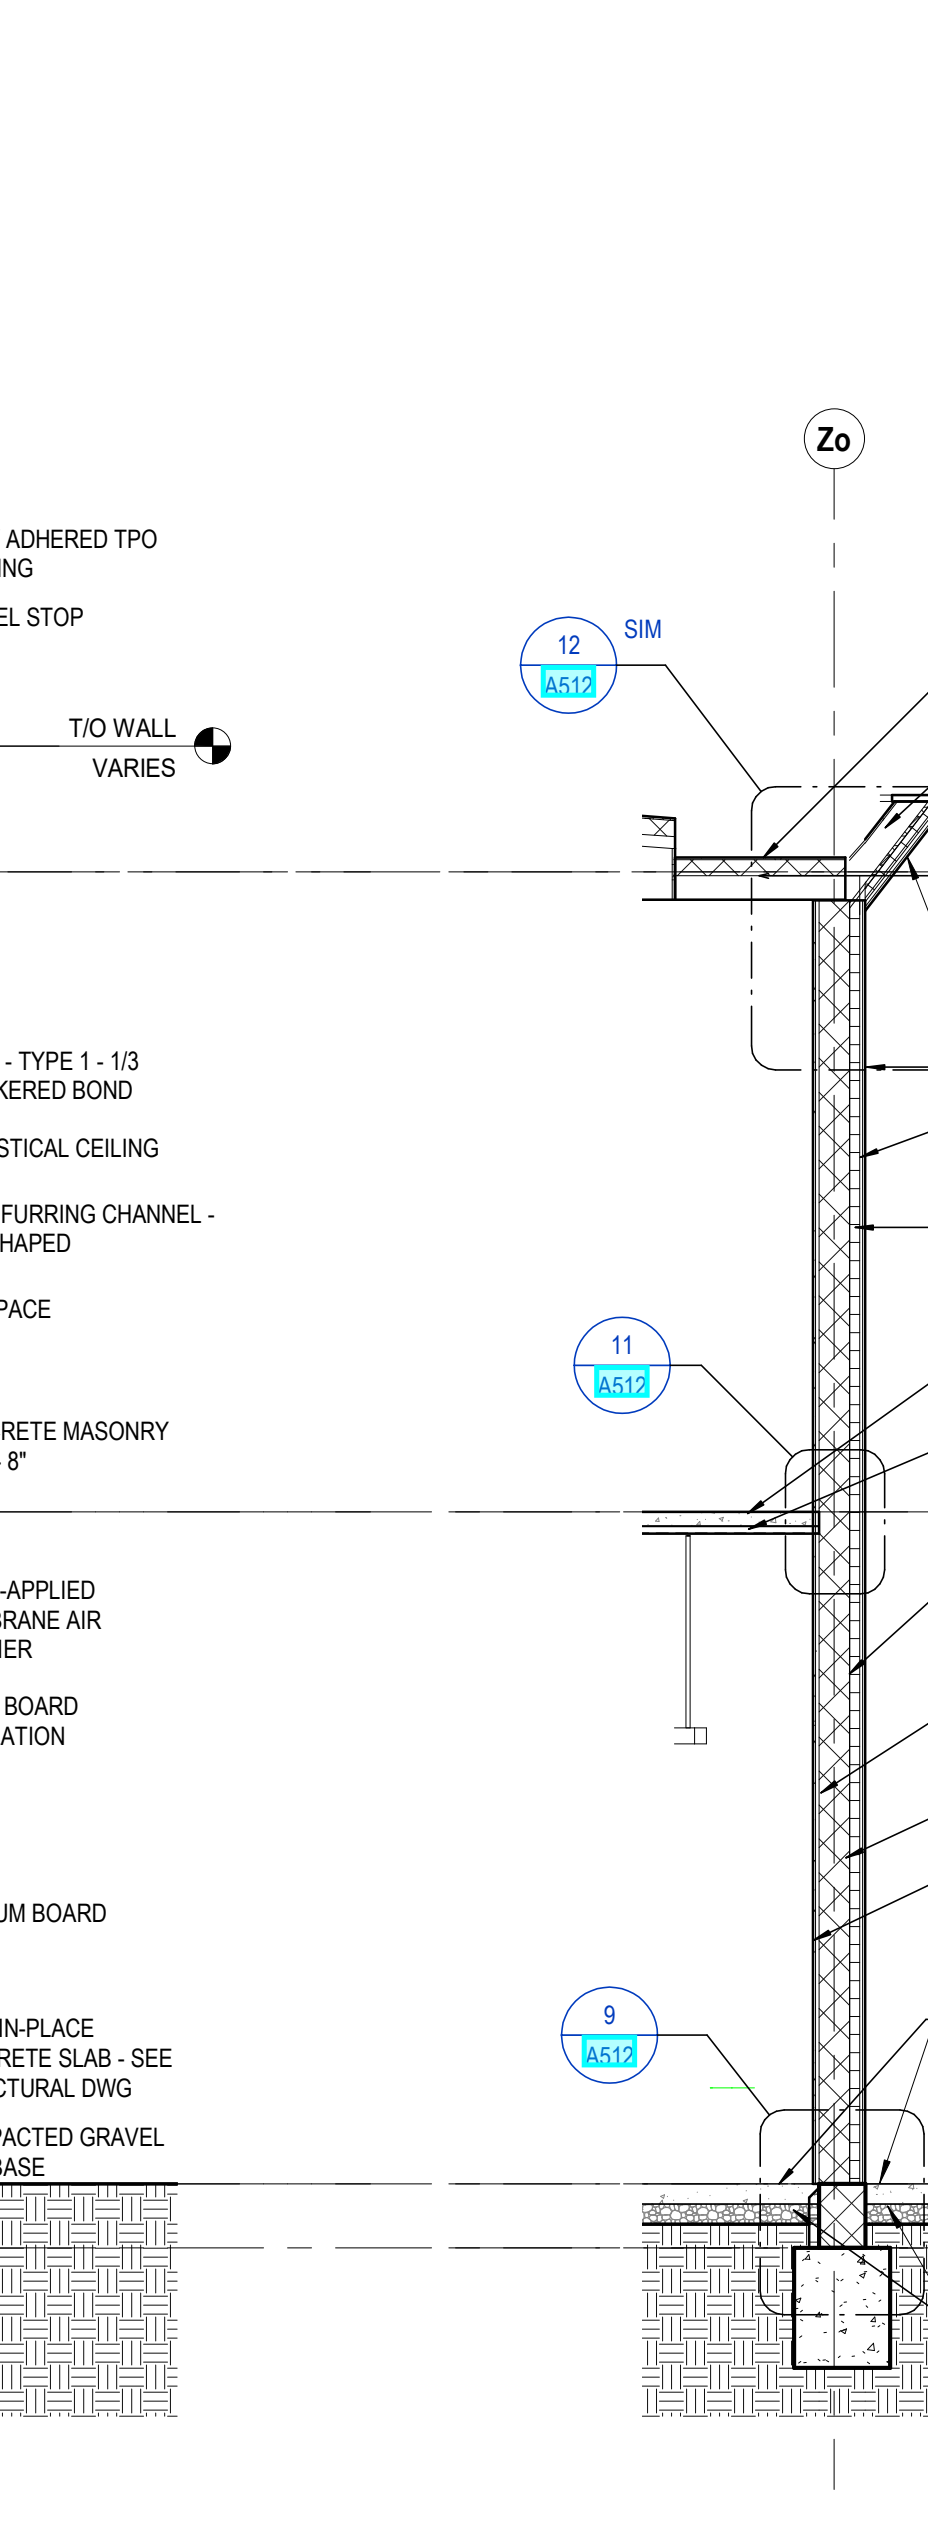 Zo
ADHERED TPO
ING
EL STOP
12
A512
SIM
T/O WALL
VARIES
- TYPE 1 - 1/3
KERED BOND
STICAL CEILING
FURRING CHANNEL -
HAPED
PACE
11
A512
RETE MASONRY
- 8"
-APPLIED
BRANE AIR
IER
BOARD
ATION
UM BOARD
9
A512
IN-PLACE
RETE SLAB - SEE
CTURAL DWG
PACTED GRAVEL
BASE